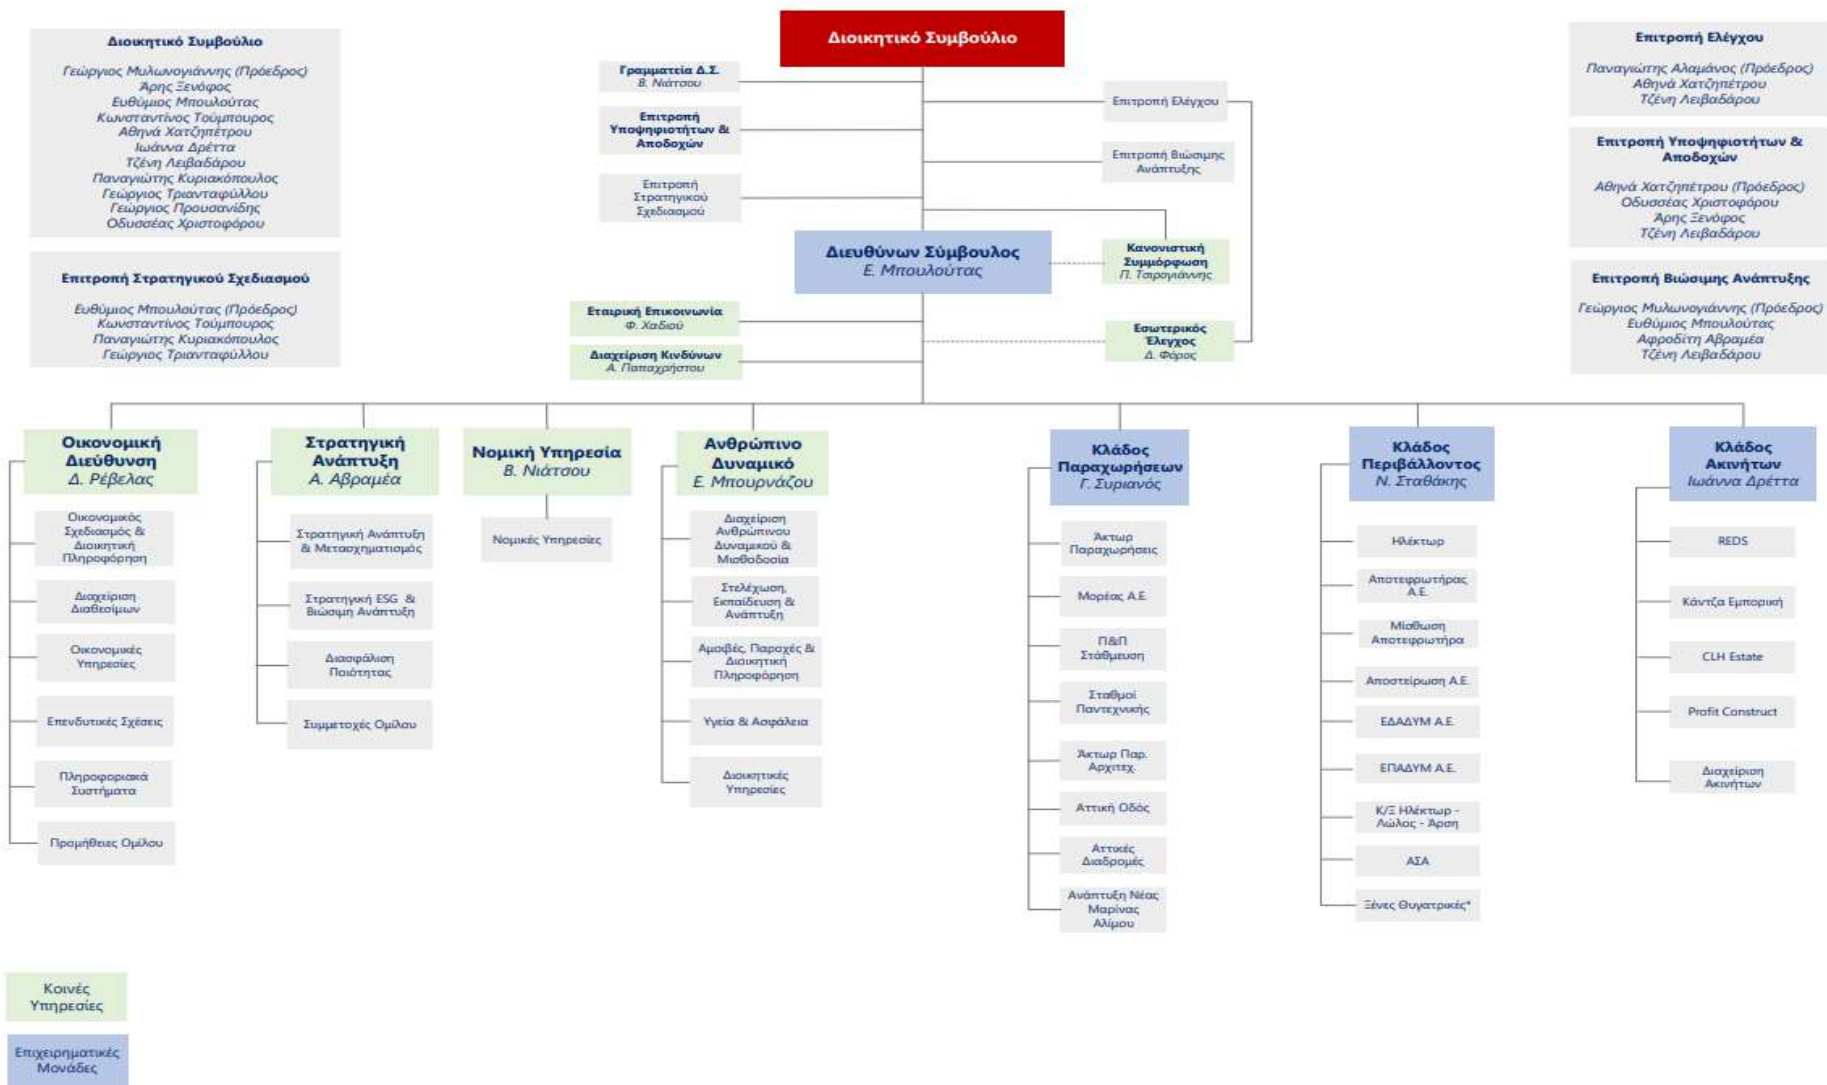 Διοικητικό Συμβούλιο
Γεώργιος Μυλωνογιάννης (Πρόεδρος)
Άρης Ξενόφος
Ευθύμιος Μπουλούτας
Κωνσταντίνος Τούμπουρος
Αθηνά Χατζηπέτρου
Ιωάννα Δρέττα
Τζένη Λειβαδάρου
Παναγιώτης Κυριακόπουλος
Γεώργιος Τριανταφύλλου
Γεώργιος Προυσανίδης
Οδυσσέας Χριστοφόρου
Επιτροπή Στρατηγικού Σχεδιασμού
Ευθύμιος Μπουλούτας (Πρόεδρος)
Κωνσταντίνος Τούμπουρος
Παναγιώτης Κυριακόπουλος
Γεώργιος Τριανταφύλλου
Διοικητικό Συμβούλιο
Γραμματεία Δ.Σ.
Β. Νιάτσου
Επιτροπή
Υποψηφιοτήτων &
Αποδοχών
Επιτροπή
Στρατηγικού
Σχεδιασμού
Επιτροπή Ελέγχου
Επιτροπή Βιώσιμης
Ανάπτυξης
Διευθύνων Σύμβουλος
Ε. Μπουλούτας
Κανονιστική
Συμμόρφωση
Π. Τσιρογιάννης
Εταιρική Επικοινωνία
Φ. Χαδιού
Διαχείριση Κινδύνων
Α. Παπαχρήστου
Εσωτερικός
Έλεγχος
Δ. Φόρος
Επιτροπή Ελέγχου
Παναγιώτης Αλαμάνος (Πρόεδρος)
Αθηνά Χατζηπέτρου
Τζένη Λειβαδάρου
Επιτροπή Υποψηφιοτήτων &
Αποδοχών
Αθηνά Χατζηπέτρου (Πρόεδρος)
Οδυσσέας Χριστοφόρου
Άρης Ξενόφος
Τζένη Λειβαδάρου
Επιτροπή Βιώσιμης Ανάπτυξης
Γεώργιος Μυλωνογιάννης (Πρόεδρος)
Ευθύμιος Μπουλούτας
Αφροδίτη Αβραμέα
Τζένη Λειβαδάρου
Οικονομική
Διεύθυνση
Δ. Ρέβελας
Οικονομικός
Σχεδιασμός &
Διοικητική
Πληροφόρηση
Διαχείριση
Διαθεσίμων
Οικονομικές
Υπηρεσίες
Επενδυτικές Σχέσεις
Πληροφοριακά
Συστήματα
Προμήθειες Ομίλου
Στρατηγική
Ανάπτυξη
Α. Αβραμέα
Στρατηγική Ανάπτυξη
& Μετασχηματισμός
Στρατηγική ESG &
Βιώσιμη Ανάπτυξη
Διασφάλιση
Ποιότητας
Συμμετοχές Ομίλου
Νομική Υπηρεσία
Β. Νιάτσου
Νομικές Υπηρεσίες
Ανθρώπινο
Δυναμικό
Ε. Μπουρνάζου
Διαχείριση
Ανθρώπινου
Δυναμικού &
Μισθοδοσία
Στελέχωση,
Εκπαίδευση &
Ανάπτυξη
Αμοιβές, Παροχές &
Διοικητική
Πληροφόρηση
Υγεία & Ασφάλεια
Διοικητικές
Υπηρεσίες
Κλάδος
Παραχωρήσεων
Γ. Συριανός
Άκτωρ
Παραχωρήσεις
Μορέας Α.Ε.
Π&Π
Στάθμευση
Σταθμοί
Παντεχνικής
Άκτωρ Παρ.
Αρχιτεχ.
Αττική Οδός
Αττικές
Διαδρομές
Ανάπτυξη Νέας
Μαρίνας
Αλίμου
Κλάδος
Περιβάλλοντος
Ν. Σταθάκης
Ηλέκτωρ
Αποτεφρωτήρας
Α.Ε.
Μίσθωση
Αποτεφρωτήρα
Αποστείρωση Α.Ε.
ΕΔΑΔΥΜ Α.Ε.
ΕΠΑΔΥΜ Α.Ε.
Κ/Ξ Ηλέκτωρ -
Λώλος - Άρση
ΑΣΑ
Ξένες Θυγατρικές*
Κλάδος
Ακινήτων
Ιωάννα Δρέττα
REDS
Κάντζα Εμπορική
CLH Estate
Profit Construct
Διαχείριση
Ακινήτων
Κοινές
Υπηρεσίες
Επιχειρηματικές
Μονάδες